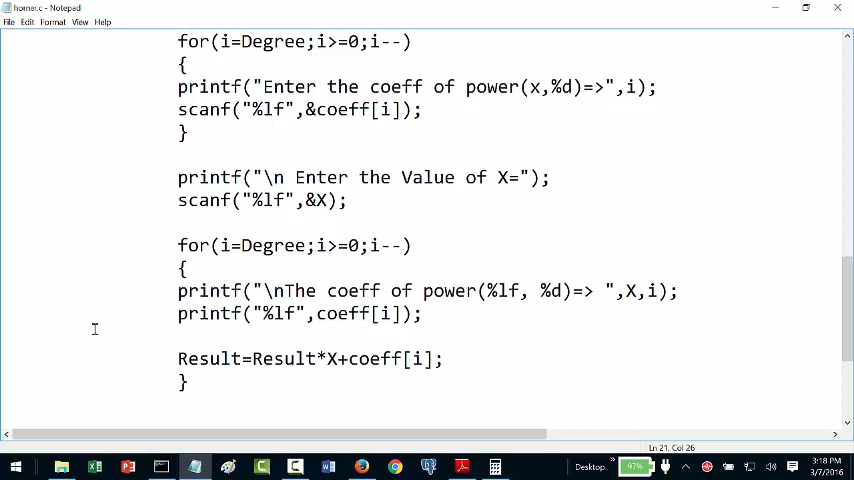 horner.c - Notepad
File Edit Format View Help
for(i=Degree;i>=0;i--)
{
printf("Enter the coeff of power(x,%d)=>",i);
scanf("%lf",&coeff[i]);
}
printf("\n Enter the Value of X=");
scanf("%lf",&X);
for(i=Degree;i>=0;i--)
{
printf("\nThe coeff of power(%lf, %d)=> ",X,i);
printf("%lf",coeff[i]);
Result=Result*X+coeff[i];
}
Ln 21, Col 26
Desktop 97% 3:18 PM
3/7/2016